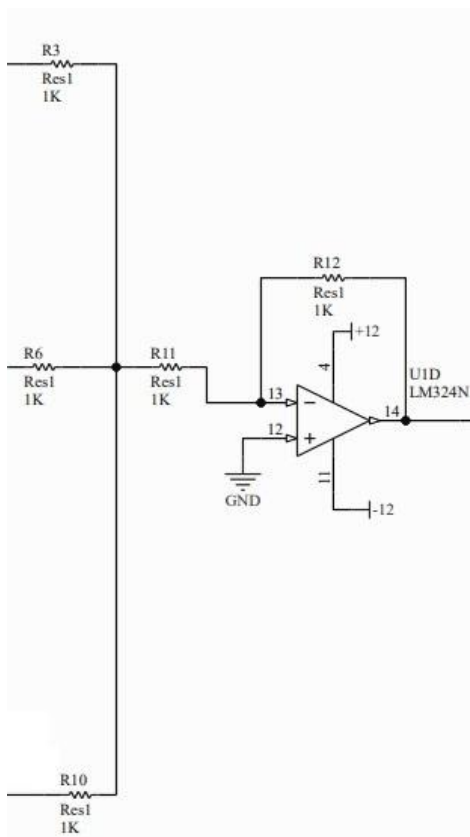 R3
Res1
1K
R12
Res1
1K
+12
4
R6
Res1
1K
R11
Res1
1K
U1D
LM324N
13
14
12
11
GND
-12
R10
Res1
1K